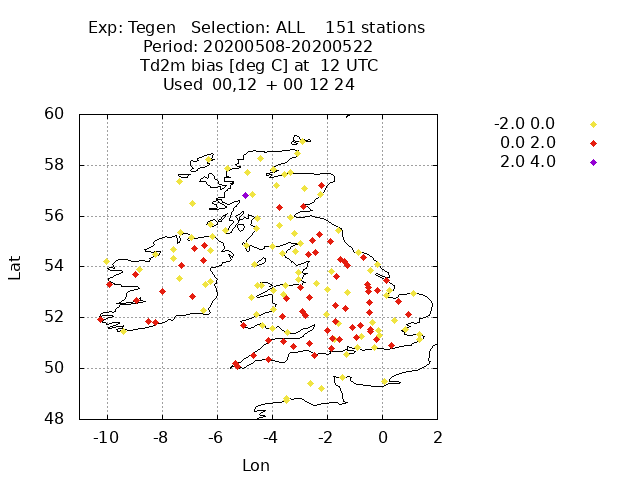 Exp: Tegen   Selection: ALL    151 stations
Period: 20200508-20200522
Td2m bias [deg C] at  12 UTC
Used  00,12  + 00 12 24
-2.0 0.0
0.0 2.0
2.0 4.0
60
58
56
54
52
50
48
Lat
-10 -8 -6 -4 -2 0 2
Lon